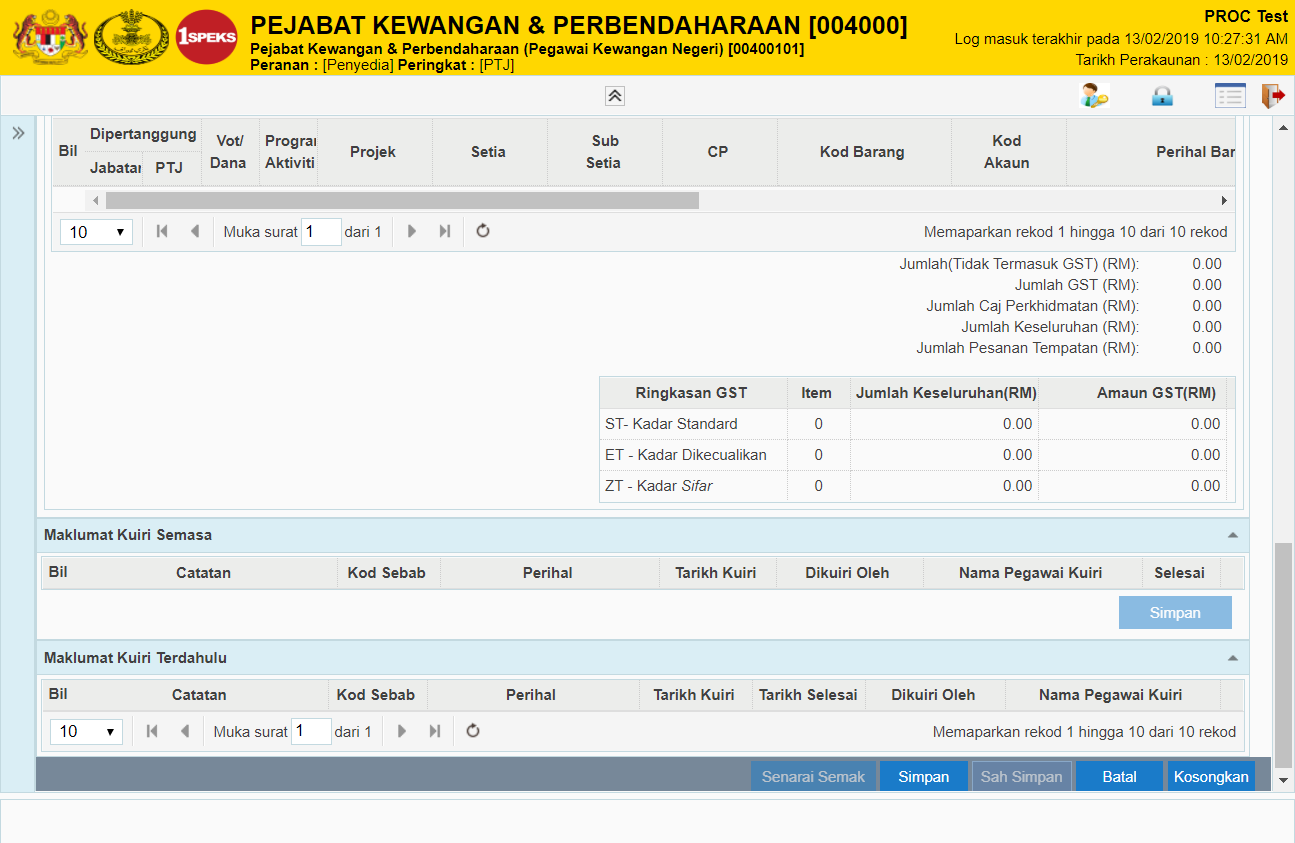 1SPEKS
PEJABAT KEWANGAN & PERBENDAHARAAN [004000]
Pejabat Kewangan & Perbendaharaan (Pegawai Kewangan Negeri) [00400101]
Peranan : [Penyedia] Peringkat : [PTJ]
PROC Test
Log masuk terakhir pada 13/02/2019 10:27:31 AM
Tarikh Perakaunan : 13/02/2019
Bil Dipertanggung Vot/ Dana Prograr Aktiviti Projek Setia Sub Setia CP Kod Barang Kod Akaun Perihal Bar
Jabatar PTJ
10 Muka surat 1 dari 1 Memaparkan rekod 1 hingga 10 dari 10 rekod
Jumlah(Tidak Termasuk GST) (RM): 0.00
Jumlah GST (RM): 0.00
Jumlah Caj Perkhidmatan (RM): 0.00
Jumlah Keseluruhan (RM): 0.00
Jumlah Pesanan Tempatan (RM): 0.00
Ringkasan GST Item Jumlah Keseluruhan(RM) Amaun GST(RM)
ST- Kadar Standard 0 0.00 0.00
ET - Kadar Dikecualikan 0 0.00 0.00
ZT - Kadar Sifar 0 0.00 0.00
Maklumat Kuiri Semasa
Bil Catatan Kod Sebab Perihal Tarikh Kuiri Dikuiri Oleh Nama Pegawai Kuiri Selesai
Simpan
Maklumat Kuiri Terdahulu
Bil Catatan Kod Sebab Perihal Tarikh Kuiri Tarikh Selesai Dikuiri Oleh Nama Pegawai Kuiri
10 Muka surat 1 dari 1 Memaparkan rekod 1 hingga 10 dari 10 rekod
Senarai Semak Simpan Sah Simpan Batal Kosongkan